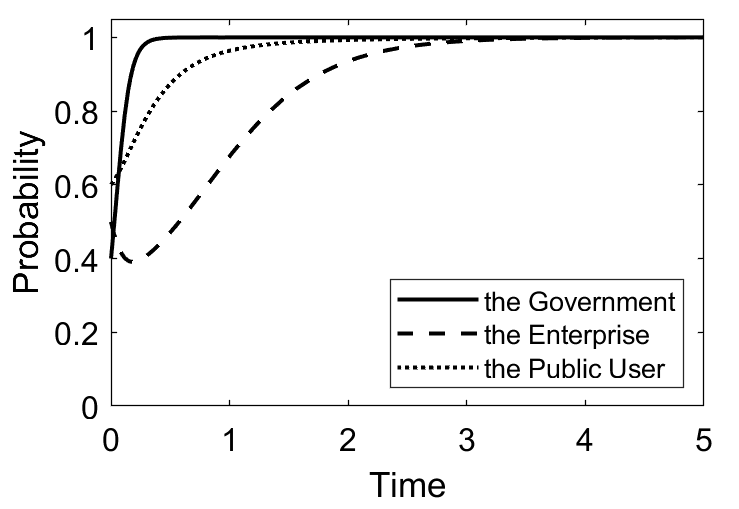 1
0.8
0.6
0.4
0.2
0
Probability
the Government
the Enterprise
the Public User
0 1 2 3 4 5
Time